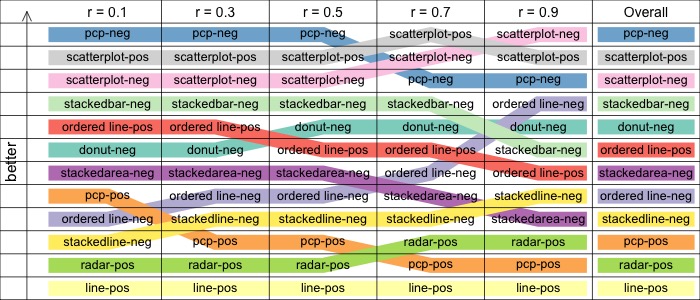 r = 0.1 r = 0.3 r = 0.5 r = 0.7 r = 0.9 Overall
pcp-neg pcp-neg pcp-neg scatterplot-pos scatterplot-neg pcp-neg
scatterplot-pos scatterplot-pos scatterplot-pos scatterplot-neg scatterplot-pos scatterplot-pos
scatterplot-neg scatterplot-neg scatterplot-neg pcp-neg pcp-neg scatterplot-neg
stackedbar-neg stackedbar-neg stackedbar-neg stackedbar-neg ordered line-neg stackedbar-neg
ordered line-pos ordered line-pos donut-neg donut-neg donut-neg donut-neg
donut-neg donut-neg ordered line-pos ordered line-pos stackedbar-neg ordered line-pos
stackedarea-neg stackedarea-neg stackedarea-neg ordered line-neg ordered line-pos stackedarea-neg
pcp-pos ordered line-neg ordered line-neg stackedarea-neg stackedline-neg ordered line-neg
ordered line-neg stackedline-neg stackedline-neg stackedline-neg stackedarea-neg stackedline-neg
stackedline-neg pcp-pos pcp-pos radar-pos radar-pos pcp-pos
radar-pos radar-pos radar-pos pcp-pos pcp-pos radar-pos
line-pos line-pos line-pos line-pos line-pos line-pos
better